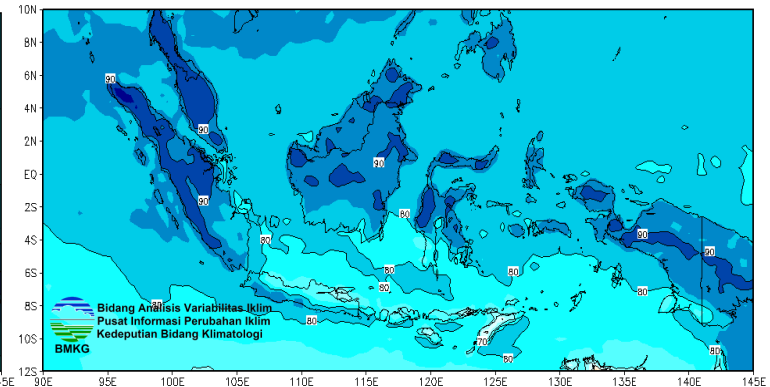 10N
8N
6N
4N
2N
EQ
2S
4S
6S
8S
10S
12S
90
90
90
90
90
90
90
80
80
80
80
80
80
80
80
80
80
70
Bidang Analisis Variabilitas Iklim
Pusat Informasi Perubahan Iklim
Kedeputian Bidang Klimatologi
BMKG
5E 90E 95E 100E 105E 110E 115E 120E 125E 130E 135E 140E 145E